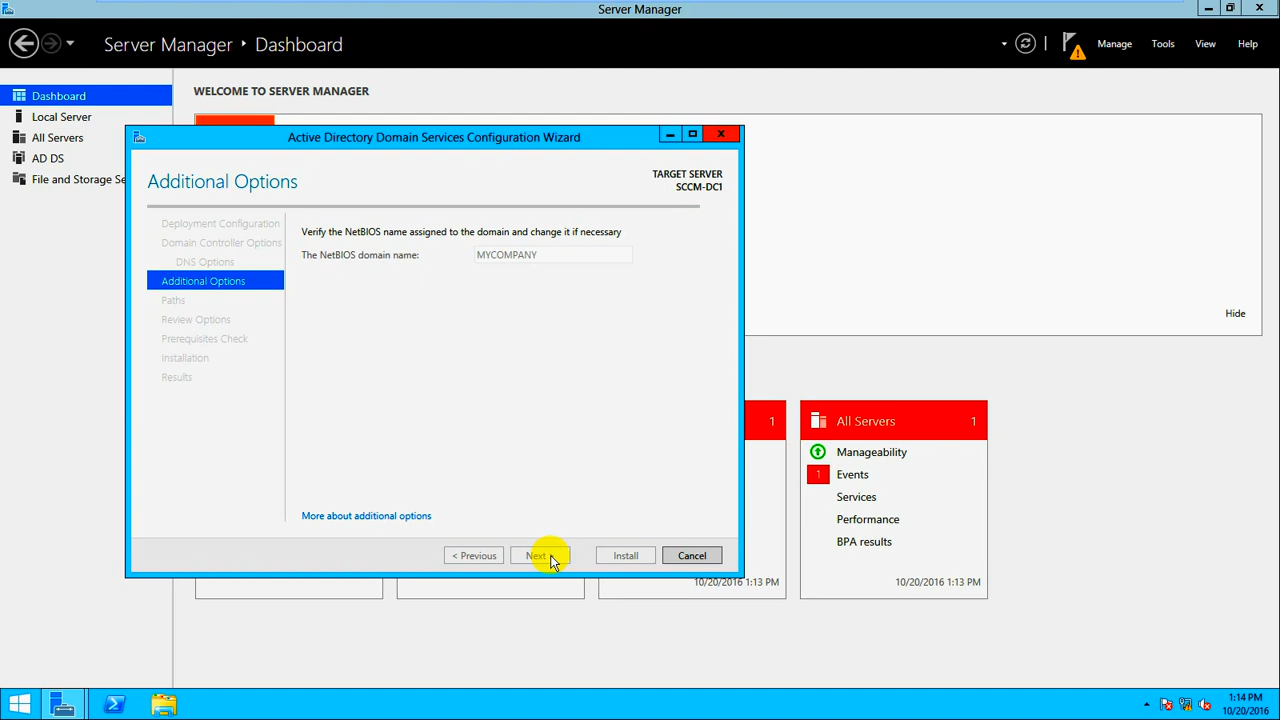 Server Manager
Server Manager ‣ Dashboard
Manage Tools View Help
Dashboard
Local Server
All Servers
AD DS
File and Storage Se
WELCOME TO SERVER MANAGER
Hide
Active Directory Domain Services Configuration Wizard
Additional Options
TARGET SERVER
SCCM-DC1
Deployment Configuration
Domain Controller Options
DNS Options
Additional Options
Paths
Review Options
Prerequisites Check
Installation
Results
Verify the NetBIOS name assigned to the domain and change it if necessary
The NetBIOS domain name: MYCOMPANY
More about additional options
< Previous Next Install Cancel
1
10/20/2016 1:13 PM
All Servers 1
Manageability
1 Events
Services
Performance
BPA results
10/20/2016 1:13 PM
1:14 PM
10/20/2016